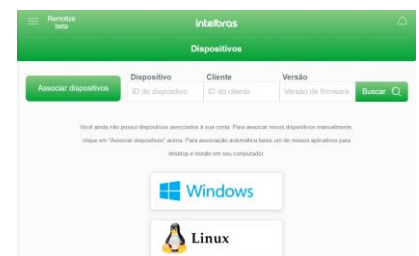 Remotize
beta
intelbras
Dispositivos
Associar dispositivos
Dispositivo
ID do dispositivo
Cliente
ID do cliente
Versão
Versão de firmware
Buscar
Você ainda não possui dispositivos associados à sua conta. Para associar novos dispositivos manualmente,
clique em "Associar dispositivos" acima. Para associação automática baixe um de nossos aplicativos para
desktop e instale em seu computador.
Windows
Linux